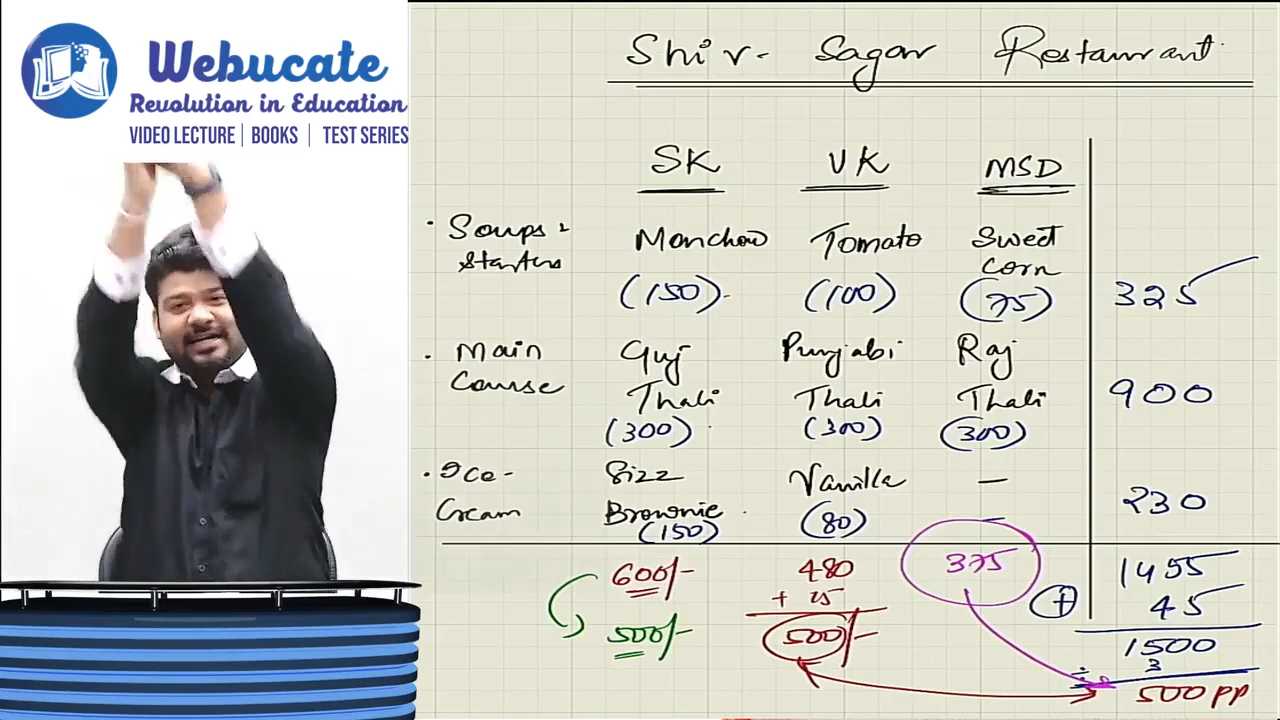 Webucate
Revolution in Education
VIDEO LECTURE | BOOKS | TEST SERIES
Shiv-Sagar Restaurant
SK VK MSD
• Soups & Manchow Tomato Sweet
Starters corn
(150) (100) (75) 325
• Main Guj Punjabi Raj
Course Thali Thali Thali 900
(300) (300) (300)
• Ice- Sizz Vanilla —
Cream Brownie (80) — 230
(150)
600/- 480 375 1455
+ 15 + 45
500/- 500/- 1500
÷ 3
500 PP